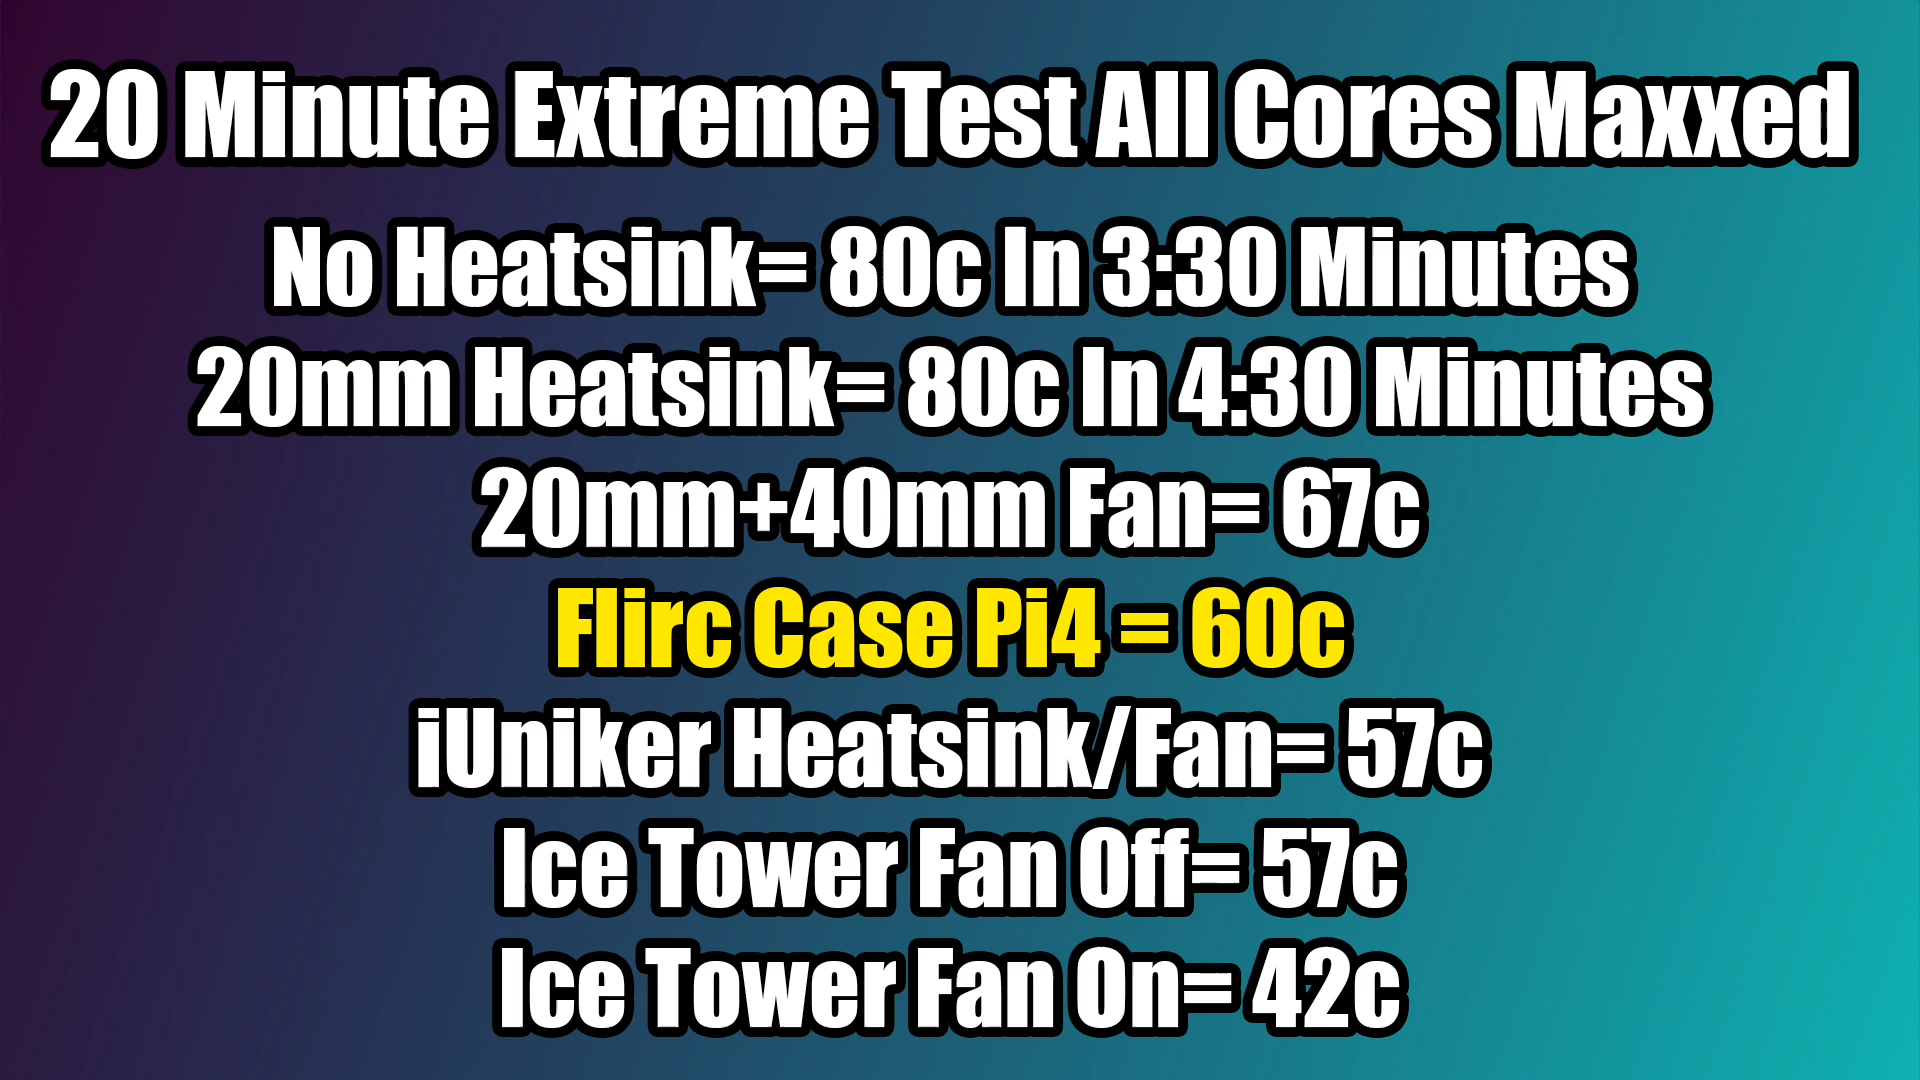 20 Minute Extreme Test All Cores Maxxed
No Heatsink= 80c In 3:30 Minutes
20mm Heatsink= 80c In 4:30 Minutes
20mm+40mm Fan= 67c
Flirc Case Pi4 = 60c
iUniker Heatsink/Fan= 57c
Ice Tower Fan Off= 57c
Ice Tower Fan On= 42c